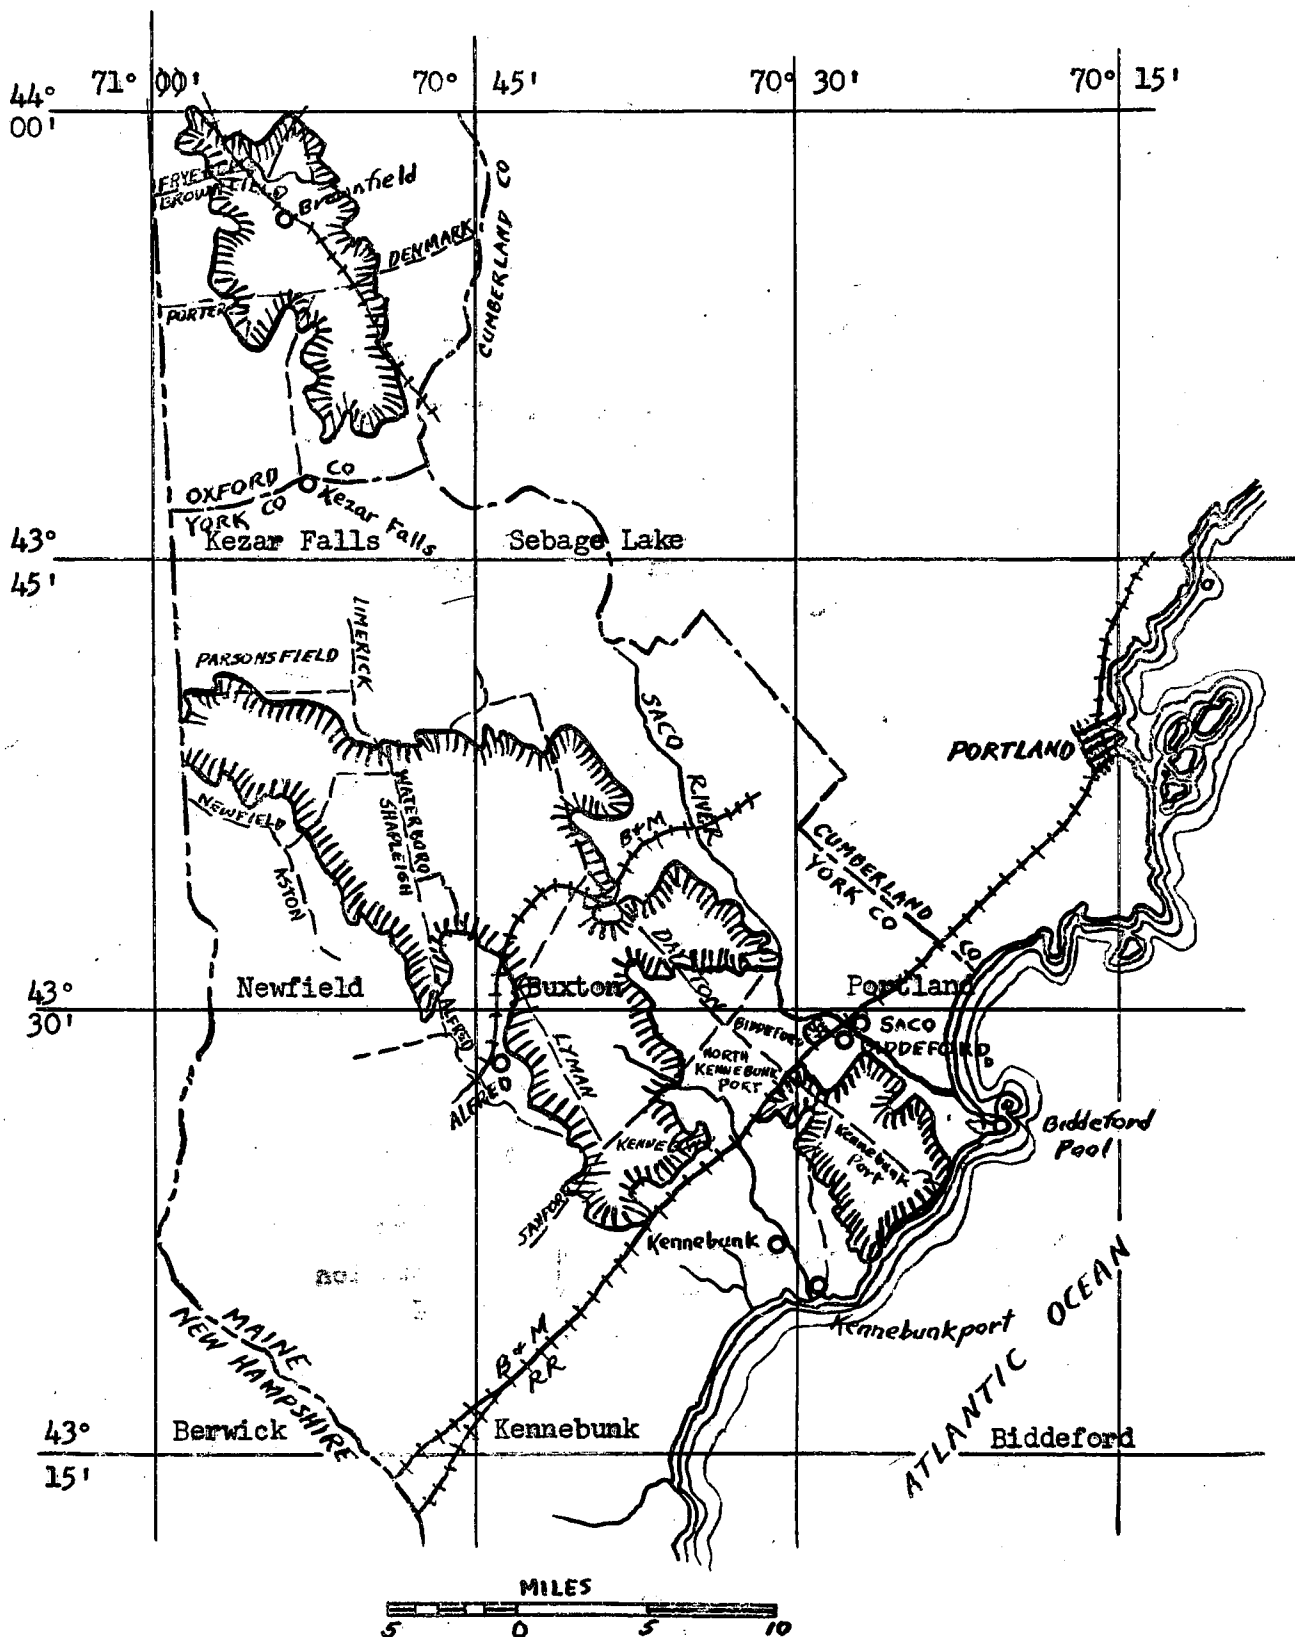 71° 00'
70° 45'
70° 30'
70° 15'
44°
00'
BROWNFIELD
Brownfield
DENMARK
CUMBERLAND CO
PORTER
OXFORD CO
YORK CO
Kezar Falls
Kezar Falls
Sebage Lake
43°
45'
LIMERICK
PARSONSFIELD
SACO RIVER
PORTLAND
NEWFIELD
WATERBORO
SHAPLEIGH
B+M
CUMBERLAND CO
YORK CO
DAYTON
Newfield
Buxton
Portland
43°
30'
ALFRED
LYMAN
BIDDEFORD
SACO
NORTH
KENNEBUNK
PORT
ALFRED
Biddeford
Pool
KENNE
Kennebunk
Port
SANFORD
Kennebunk
Kennebunkport
ATLANTIC OCEAN
MAINE
NEW HAMPSHIRE
B+M
RR
43°
15'
Berwick
Kennebunk
Biddeford
MILES
5 0 5 10